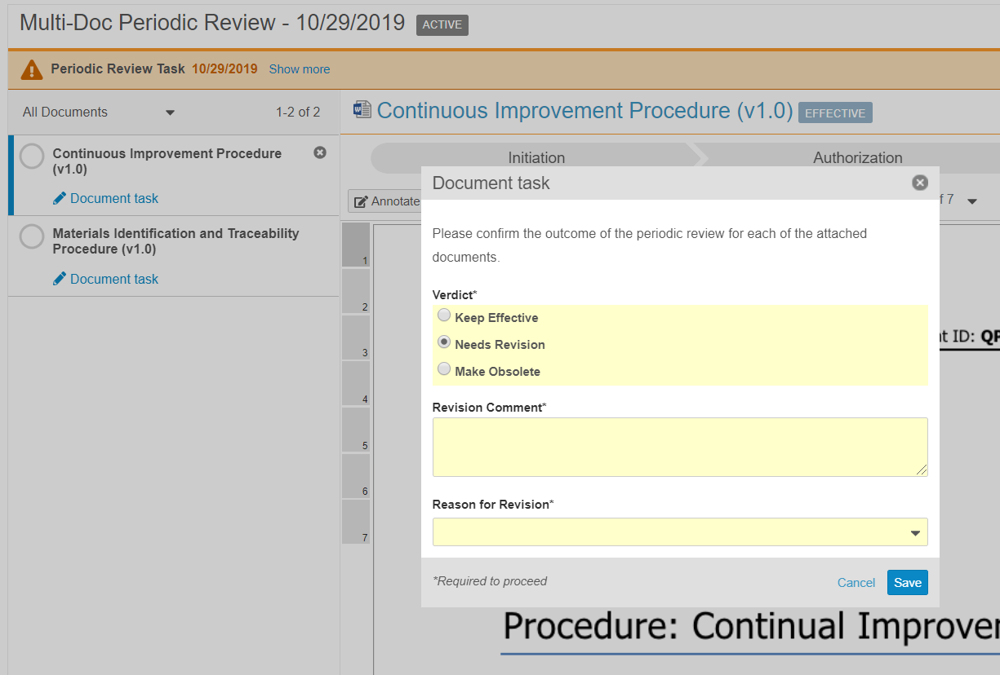 Multi-Doc Periodic Review - 10/29/2019 ACTIVE
Periodic Review Task 10/29/2019 Show more
All Documents 1-2 of 2
Continuous Improvement Procedure
(v1.0)
Document task
Materials Identification and Traceability
Procedure (v1.0)
Document task
Continuous Improvement Procedure (v1.0) EFFECTIVE
Initiation Authorization
Annotate
f 7
1
2
3
4
5
6
7
Document task
Please confirm the outcome of the periodic review for each of the attached
documents.
Verdict*
Keep Effective
Needs Revision
Make Obsolete
Revision Comment*
Reason for Revision*
*Required to proceed
Cancel Save
t ID: QP
Procedure: Continual Improver